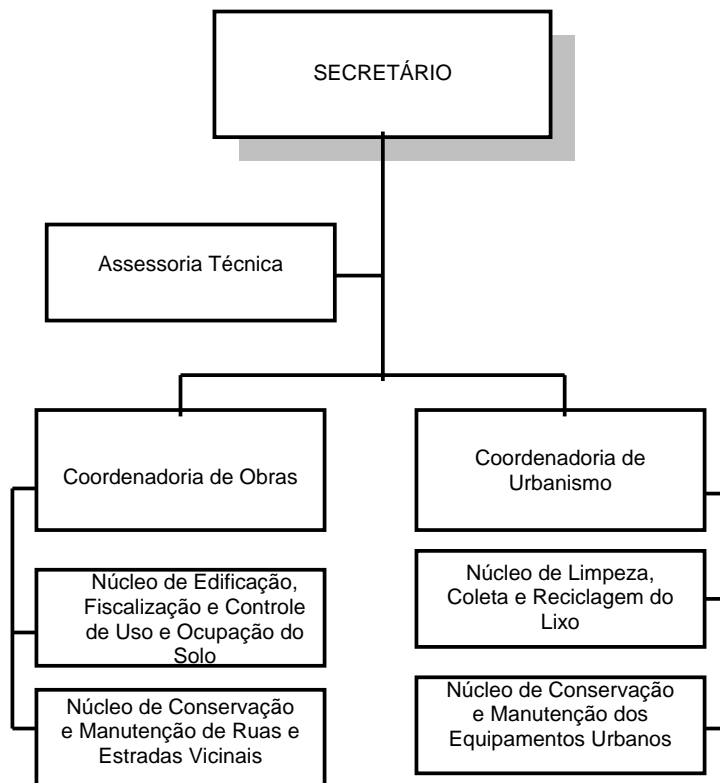 SECRETÁRIO
Assessoria Técnica
Coordenadoria de Obras
Coordenadoria de
Urbanismo
Núcleo de Edificação,
Fiscalização e Controle
de Uso e Ocupação do
Solo
Núcleo de Limpeza,
Coleta e Reciclagem do
Lixo
Núcleo de Conservação
e Manutenção de Ruas e
Estradas Vicinais
Núcleo de Conservação
e Manutenção dos
Equipamentos Urbanos